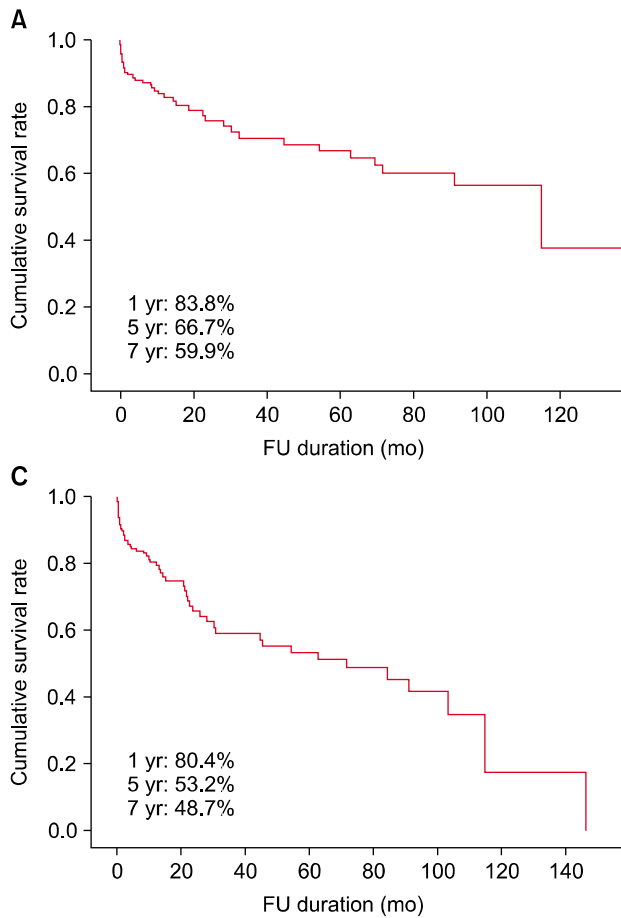 A
Cumulative survival rate
1.0
0.8
0.6
0.4
0.2
0.0
1 yr: 83.8%
5 yr: 66.7%
7 yr: 59.9%
0 20 40 60 80 100 120
FU duration (mo)
C
Cumulative survival rate
1.0
0.8
0.6
0.4
0.2
0.0
1 yr: 80.4%
5 yr: 53.2%
7 yr: 48.7%
0 20 40 60 80 100 120 140
FU duration (mo)